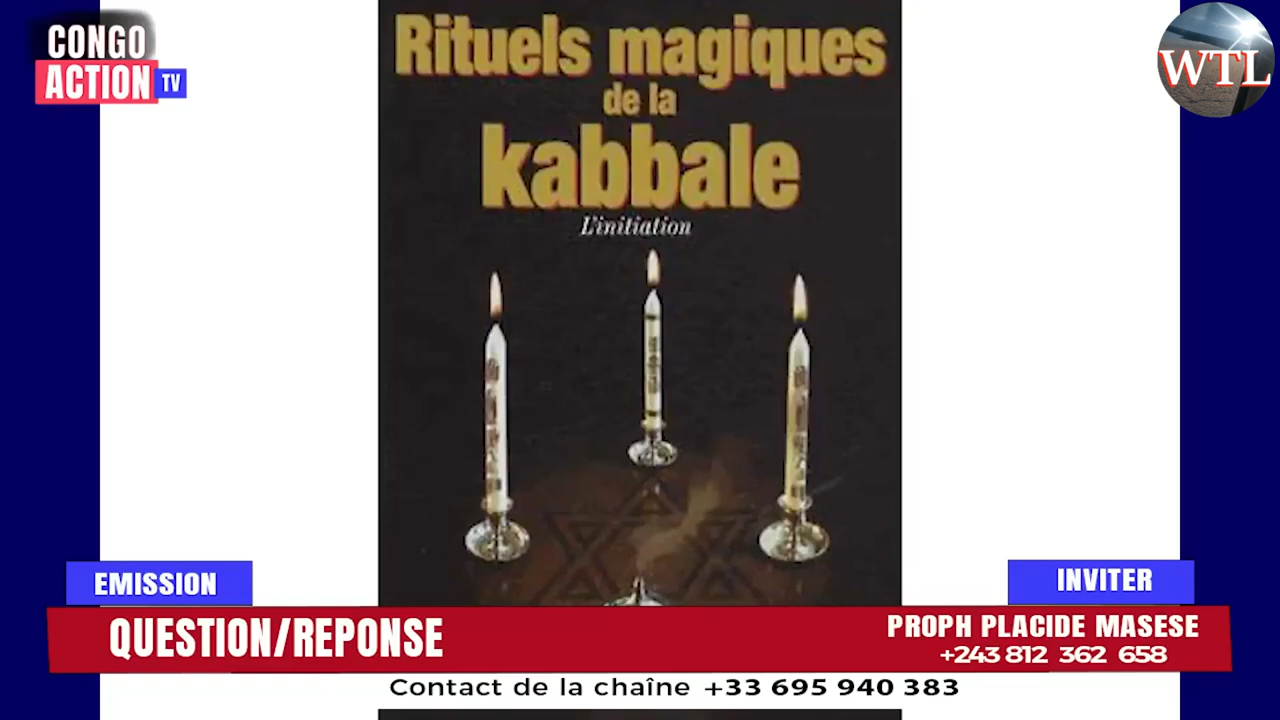 CONGO
ACTION
TV
WTL
Rituels magiques
de la
kabbale
L'initiation
EMISSION
INVITER
QUESTION/REPONSE
PROPH PLACIDE MASESE
+243 812 362 658
Contact de la chaîne +33 695 940 383